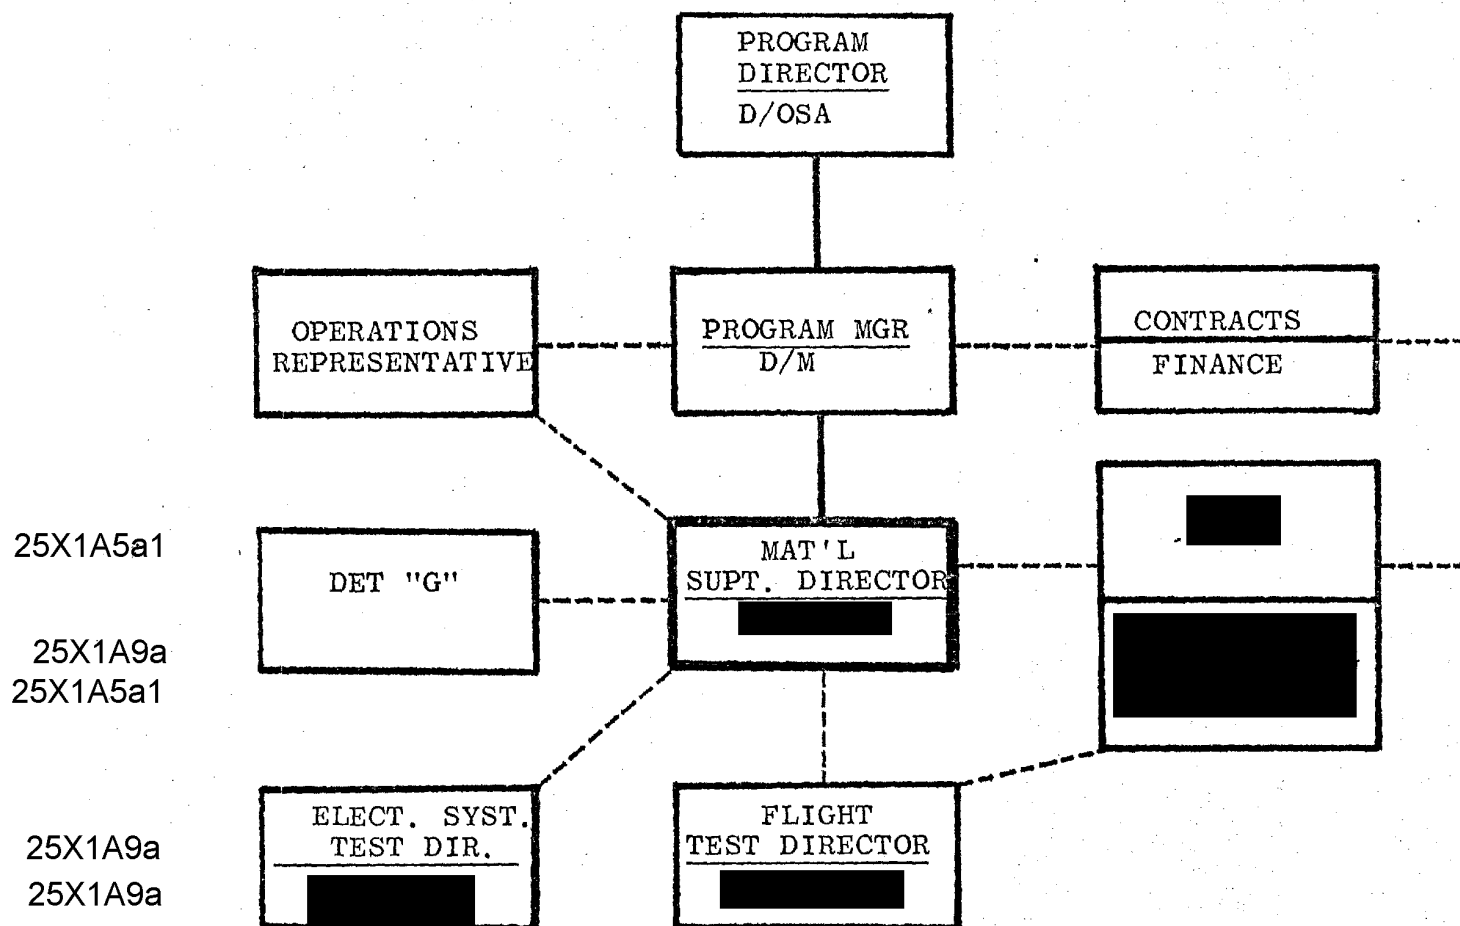 PROGRAM
DIRECTOR
D/OSA
OPERATIONS
REPRESENTATIVE
PROGRAM MGR
D/M
CONTRACTS
FINANCE
25X1A5a1
DET "G"
MAT'L
SUPT. DIRECTOR
25X1A9a
25X1A5a1
ELECT. SYST.
TEST DIR.
FLIGHT
TEST DIRECTOR
25X1A9a
25X1A9a